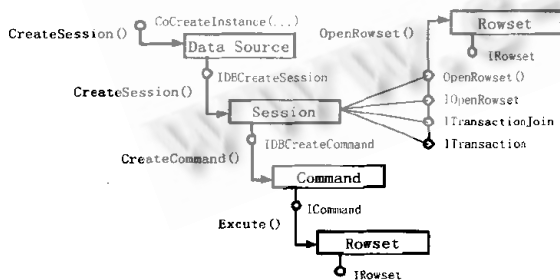 CoCreateInstance(...)
CreateSession()
Data Source
OpenRowset()
Rowset
IRowset
IDBCreateSession
CreateSession()
OpenRowset()
IOpenRowset
Session
ITransactionJoin
ITransaction
IDBCreateCommand
CreateCommand()
Command
ICommand
Excute()
Rowset
IRowset